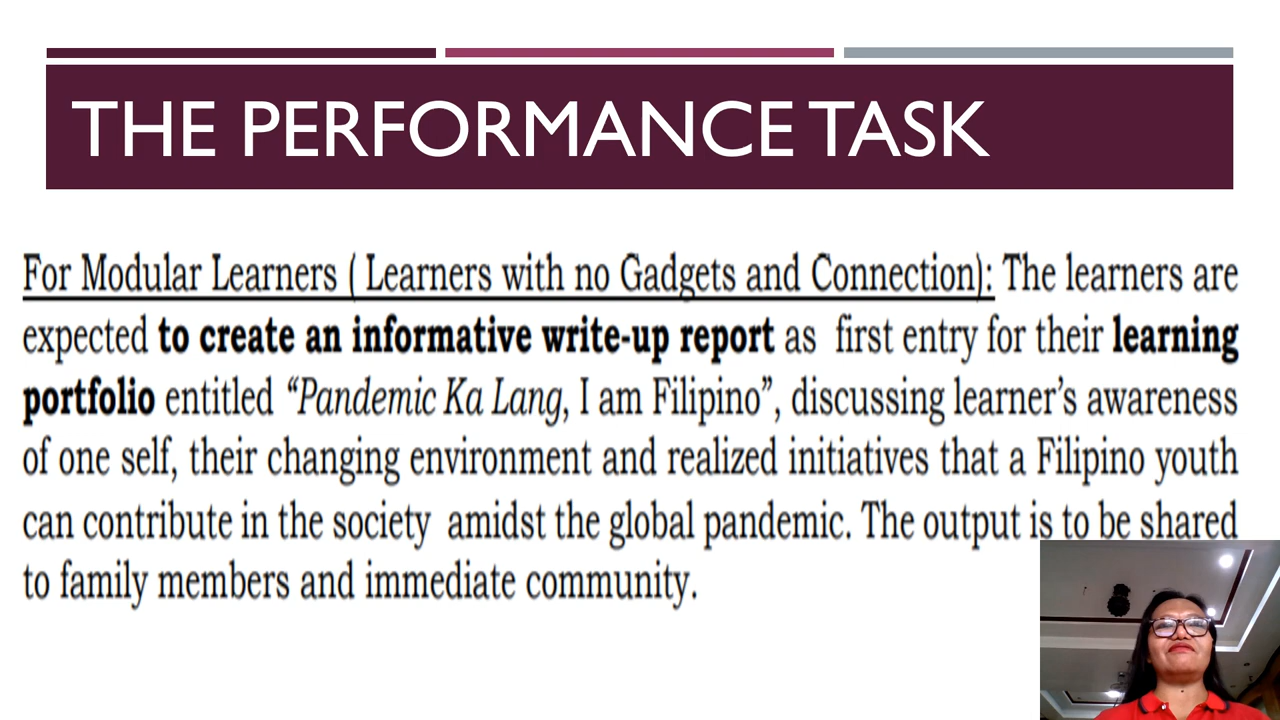 THE PERFORMANCE TASK
For Modular Learners ( Learners with no Gadgets and Connection): The learners are
expected to create an informative write-up report as first entry for their learning
portfolio entitled “Pandemic Ka Lang, I am Filipino”, discussing learner’s awareness
of one self, their changing environment and realized initiatives that a Filipino youth
can contribute in the society amidst the global pandemic. The output is to be shared
to family members and immediate community.